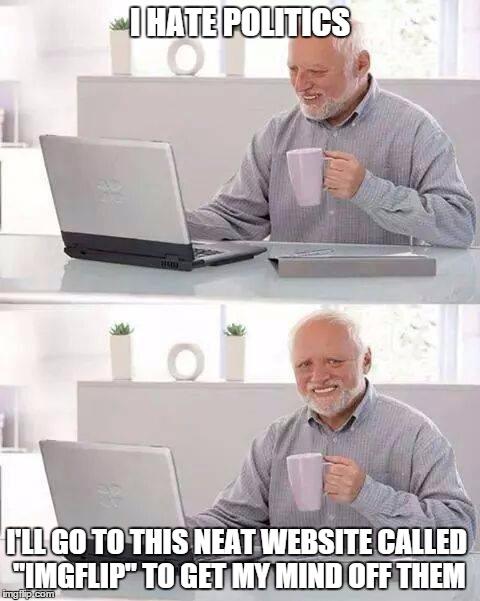 I HATE POLITICS
I'LL GO TO THIS NEAT WEBSITE CALLED
"IMGFLIP" TO GET MY MIND OFF THEM
imgflip.com